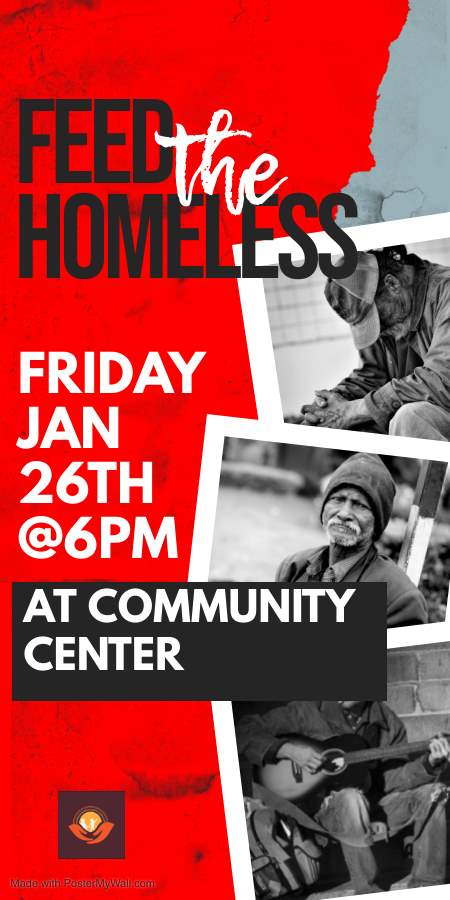 FEED the
HOMELESS
FRIDAY
JAN
26TH
@6PM
AT COMMUNITY
CENTER
Made with PosterMyWall.com